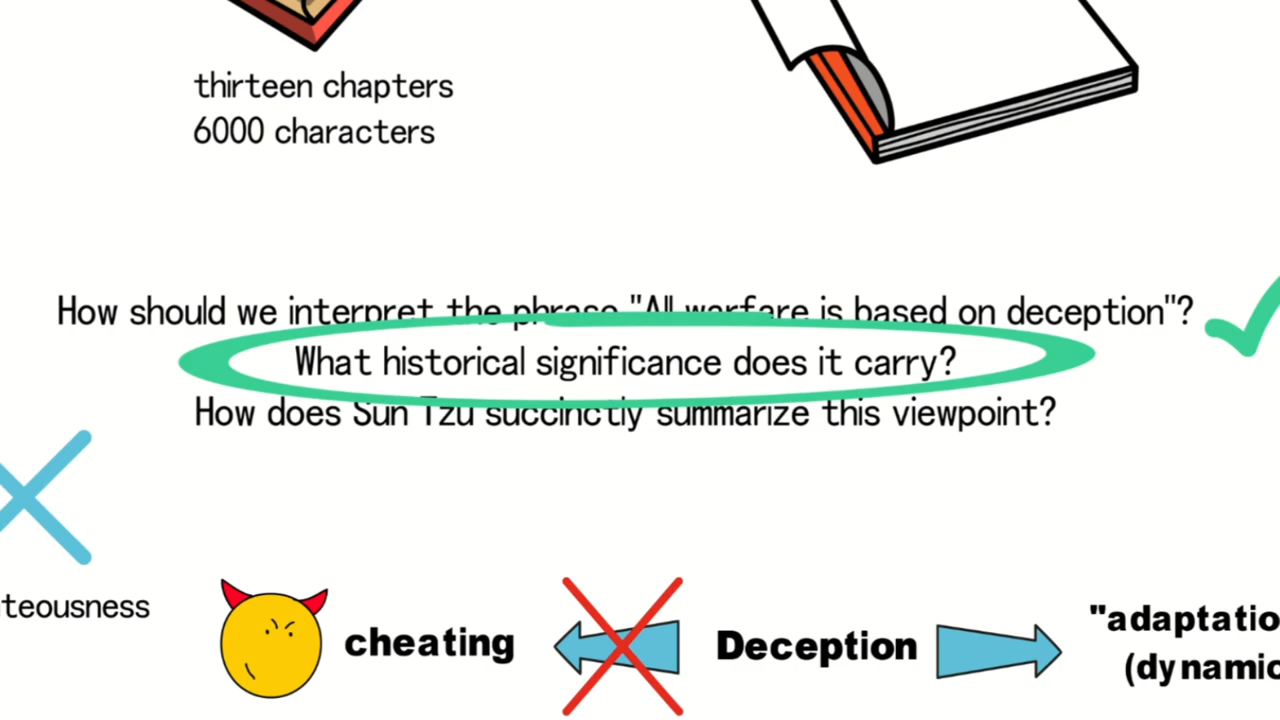 thirteen chapters
6000 characters
How should we interpret the phrase "All warfare is based on deception"?
What historical significance does it carry?
How does Sun Tzu succinctly summarize this viewpoint?
teousness
cheating
Deception
"adaptatio
(dynamic